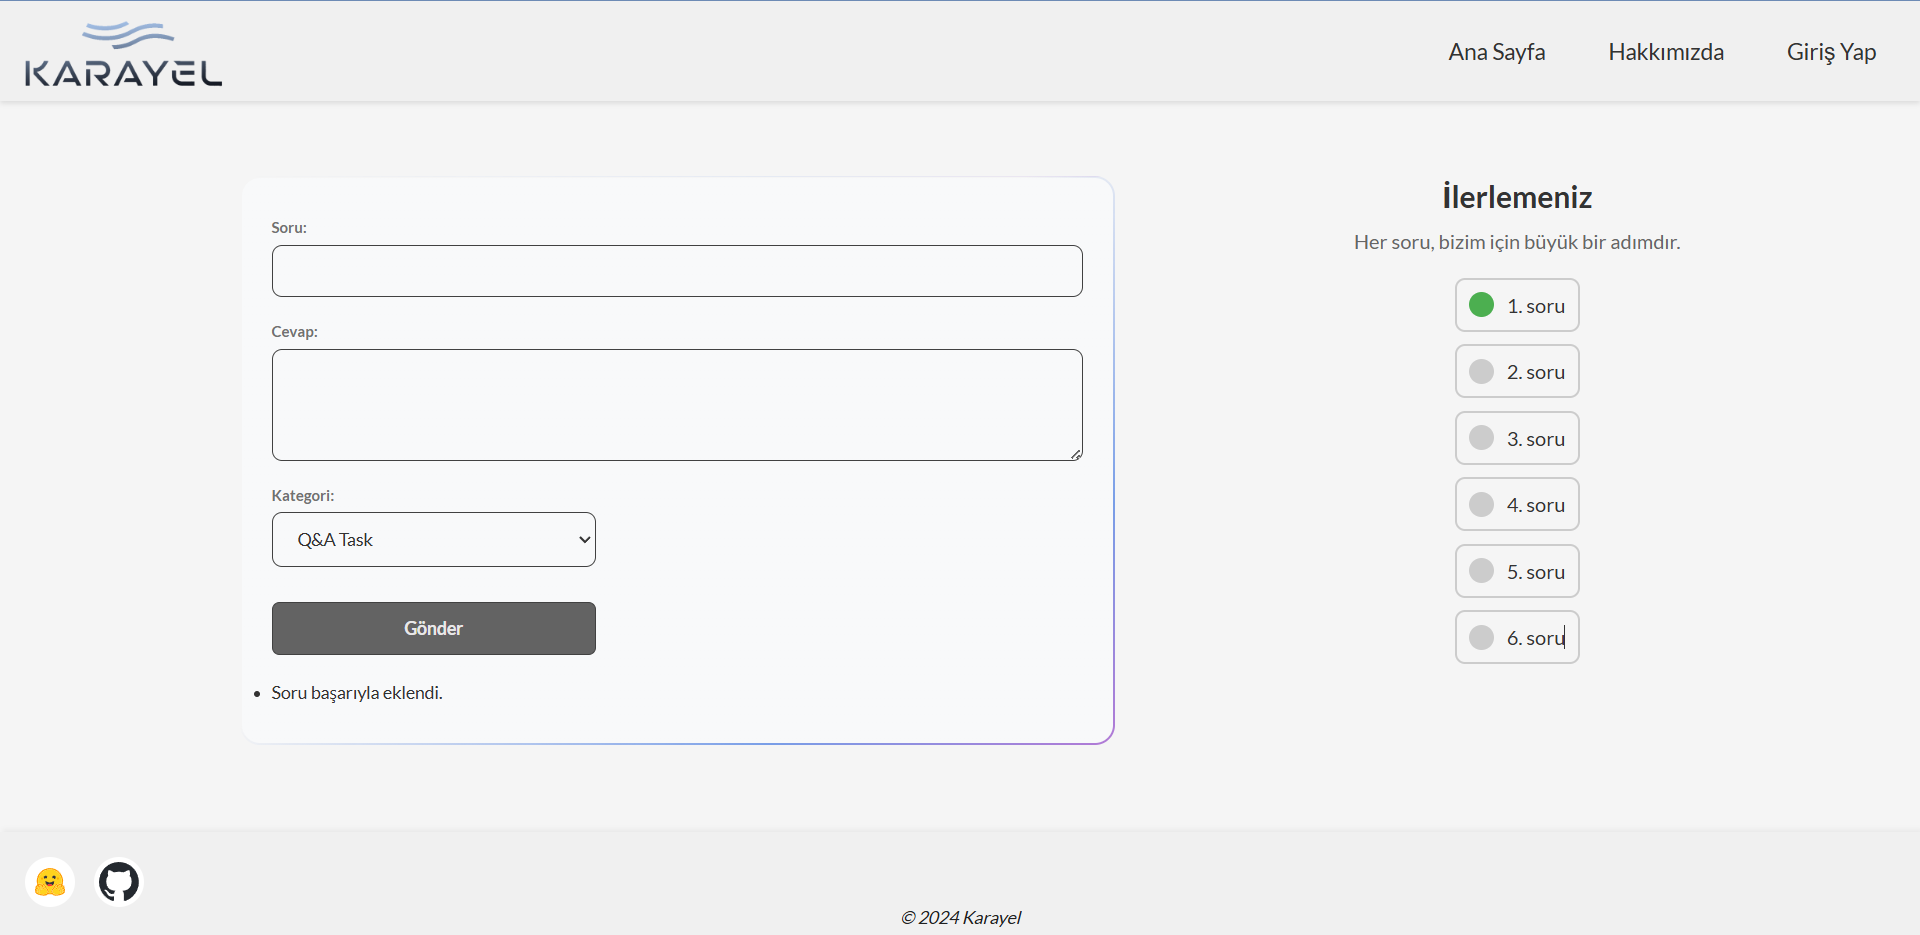 KARAYEL
Ana Sayfa
Hakkımızda
Giriş Yap
Soru:
Cevap:
Kategori:
Q&A Task
Gönder
Soru başarıyla eklendi.
İlerlemeniz
Her soru, bizim için büyük bir adımdır.
1. soru
2. soru
3. soru
4. soru
5. soru
6. soru
© 2024 Karayel